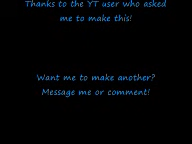 Thanks to the YT user who asked
me to make this!
Want me to make another?
Message me or comment!